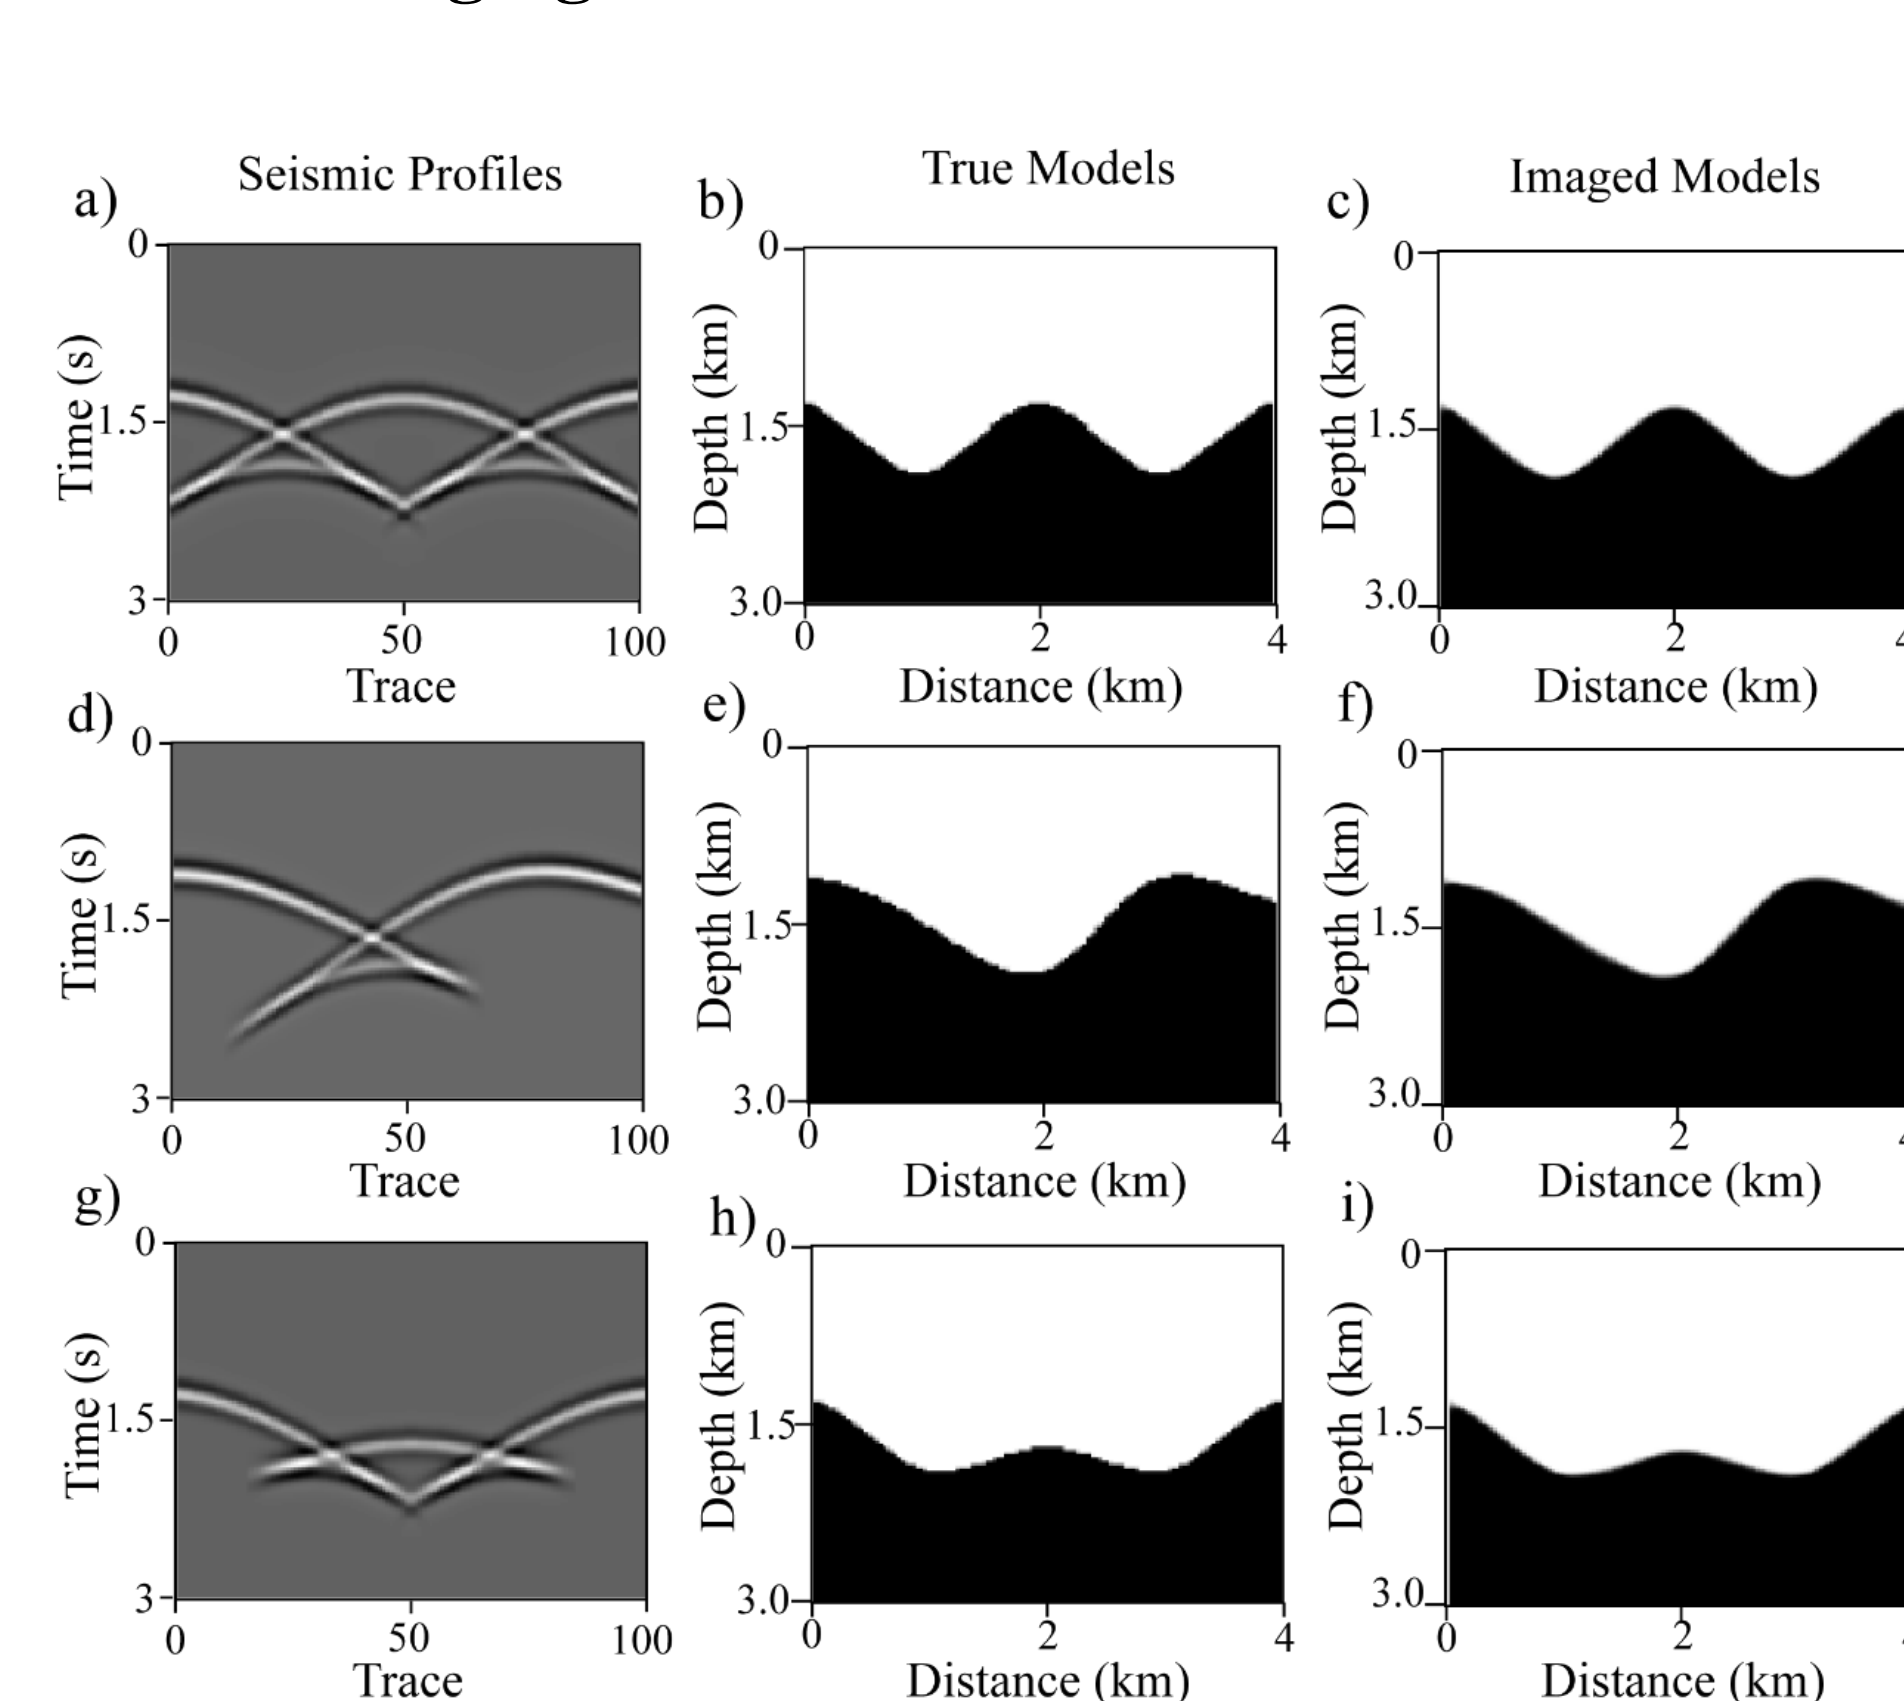 Seismic Profiles
True Models
Imaged Models
a)
b)
c)
0
1.5
3
Time (s)
0
50
100
Trace
0
1.5
3.0
Depth (km)
0
2
4
Distance (km)
0
1.5
3.0
Depth (km)
0
2
Distance (km)
d)
e)
f)
0
1.5
3
Time (s)
0
50
100
Trace
0
1.5
3.0
Depth (km)
0
2
4
Distance (km)
0
1.5
3.0
Depth (km)
0
2
Distance (km)
g)
h)
i)
0
1.5
3
Time (s)
0
50
100
Trace
0
1.5
3.0
Depth (km)
0
2
4
Distance (km)
0
1.5
3.0
Depth (km)
0
2
Distance (km)